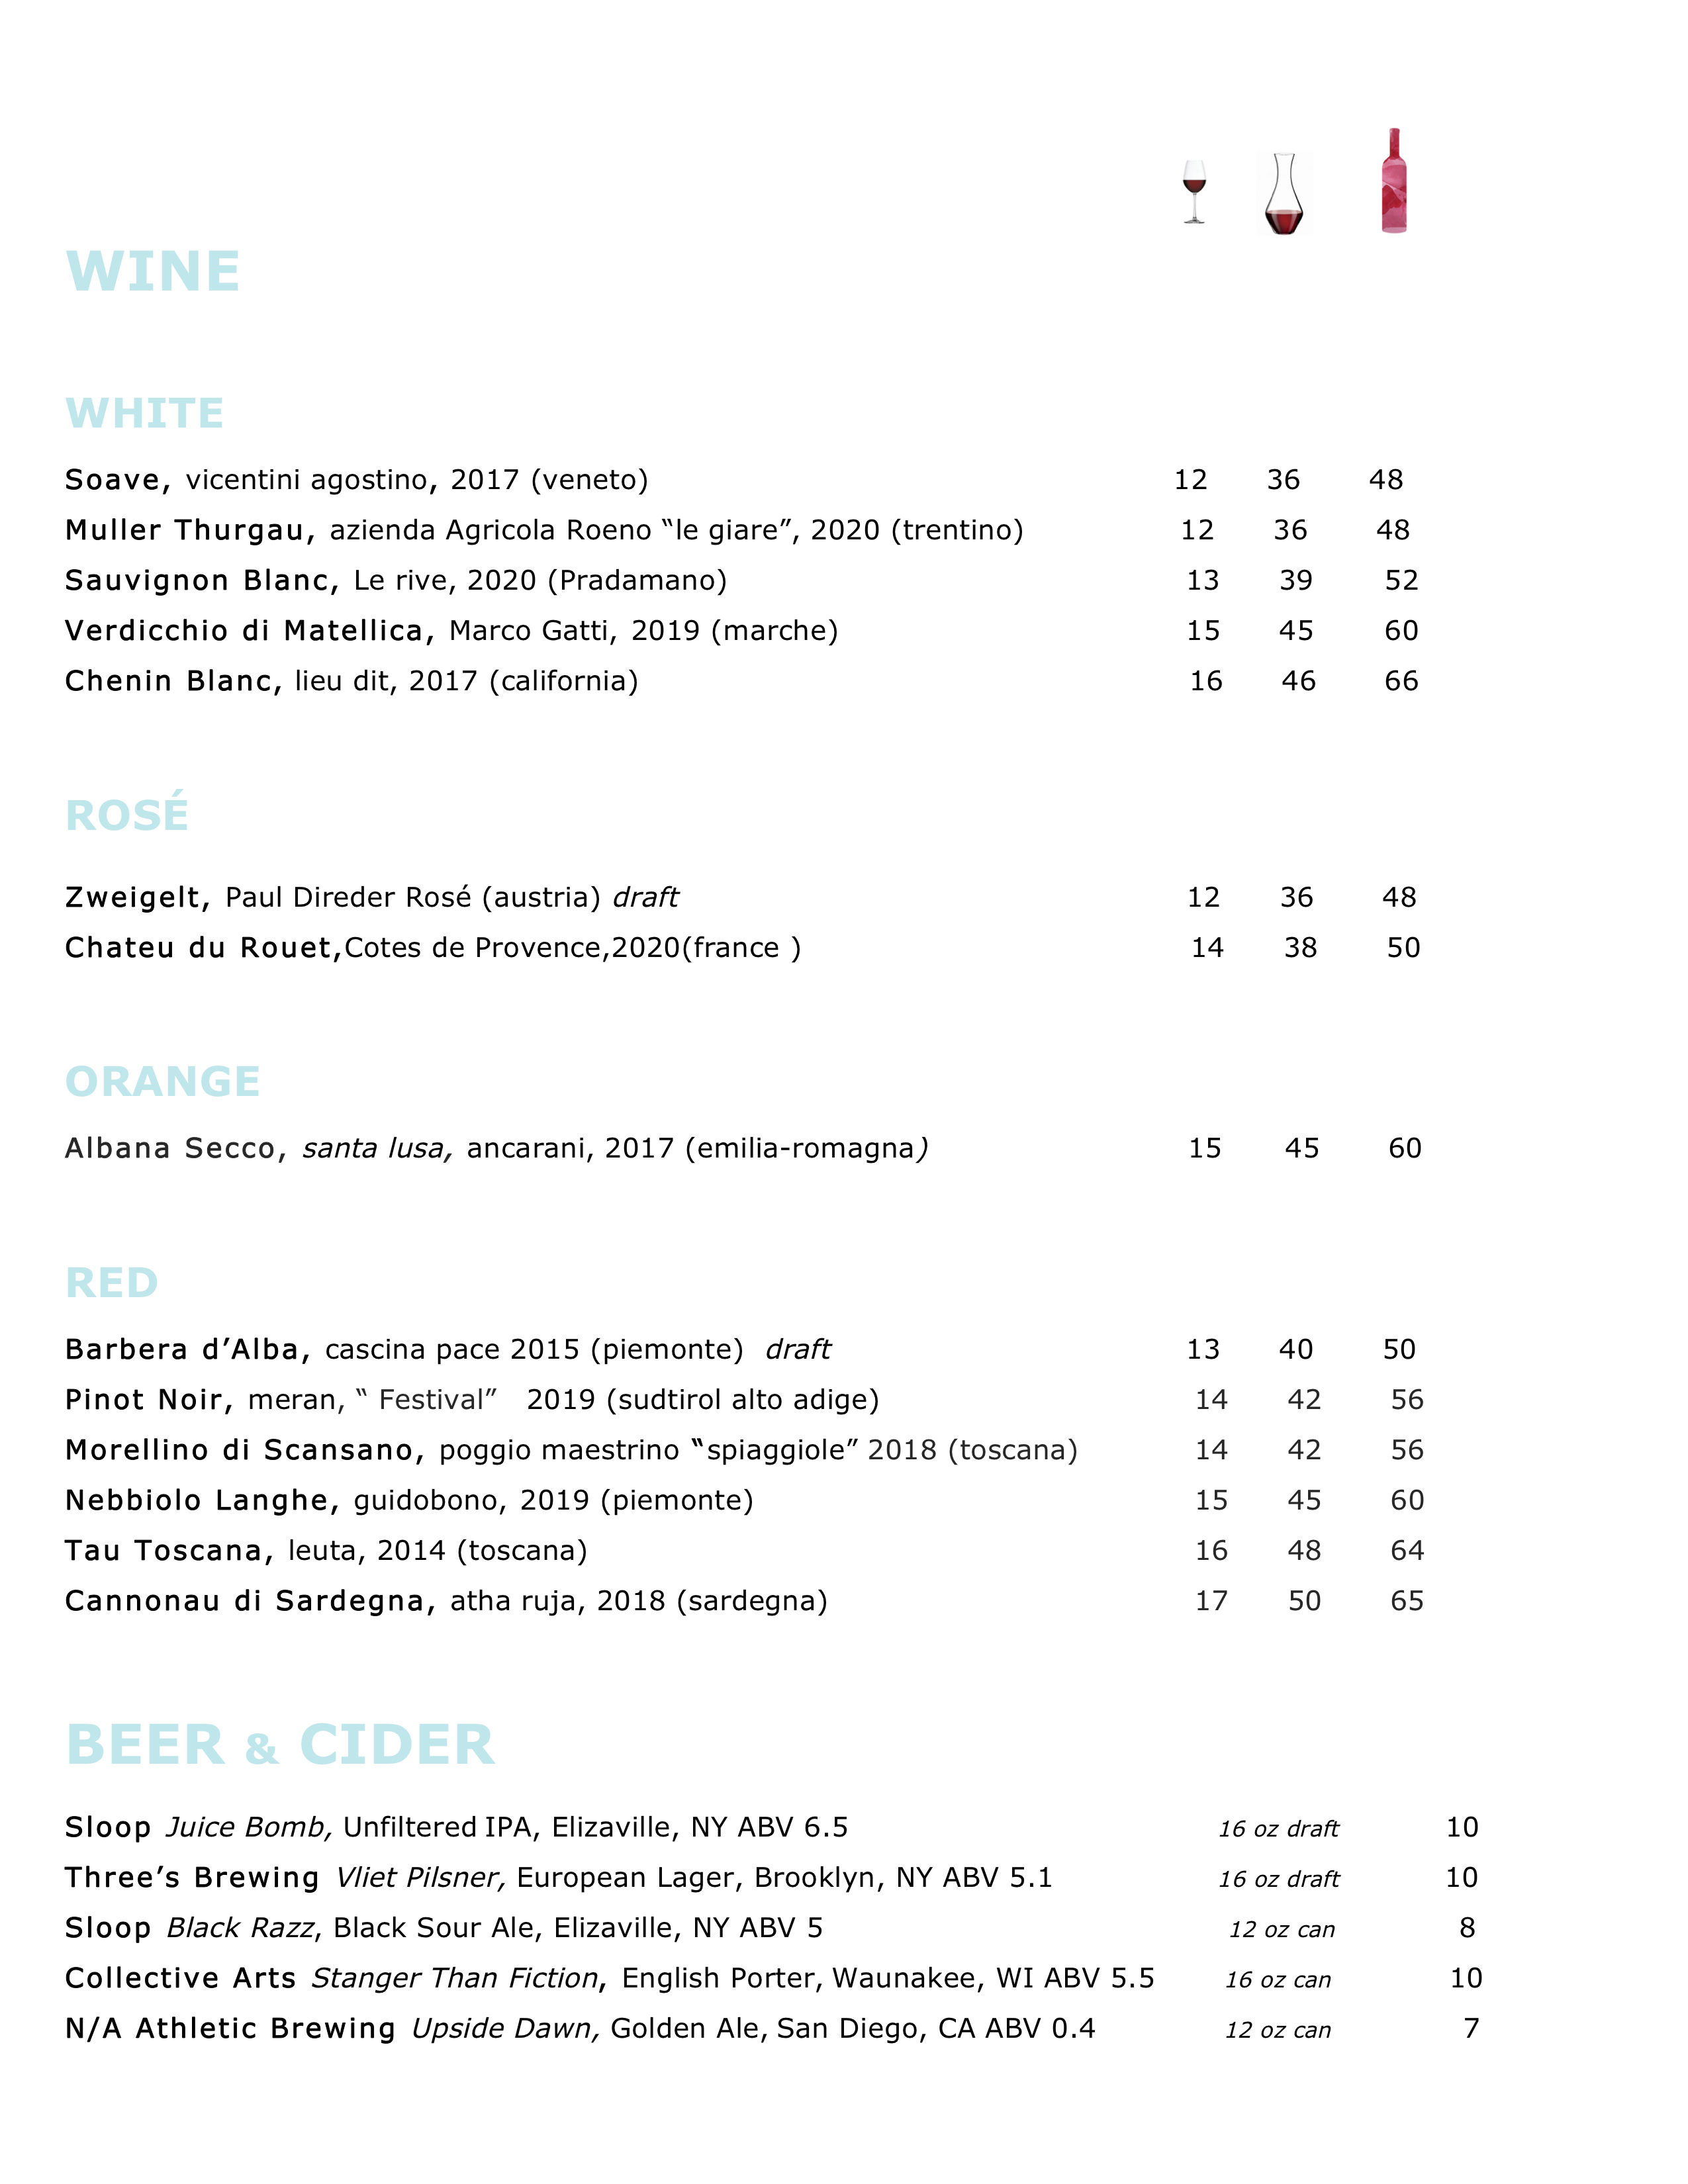 WINE
WHITE
Soave, vicentini agostino, 2017 (veneto) 12 36 48
Muller Thurgau, azienda Agricola Roeno “le giare”, 2020 (trentino) 12 36 48
Sauvignon Blanc, Le rive, 2020 (Pradamano) 13 39 52
Verdicchio di Matellica, Marco Gatti, 2019 (marche) 15 45 60
Chenin Blanc, lieu dit, 2017 (california) 16 46 66
ROSÉ
Zweigelt, Paul Direder Rosé (austria) draft 12 36 48
Chateu du Rouet,Cotes de Provence,2020(france ) 14 38 50
ORANGE
Albana Secco, santa lusa, ancarani, 2017 (emilia-romagna) 15 45 60
RED
Barbera d’Alba, cascina pace 2015 (piemonte) draft 13 40 50
Pinot Noir, meran, “ Festival” 2019 (sudtirol alto adige) 14 42 56
Morellino di Scansano, poggio maestrino “spiaggiole” 2018 (toscana) 14 42 56
Nebbiolo Langhe, guidobono, 2019 (piemonte) 15 45 60
Tau Toscana, leuta, 2014 (toscana) 16 48 64
Cannonau di Sardegna, atha ruja, 2018 (sardegna) 17 50 65
BEER & CIDER
Sloop Juice Bomb, Unfiltered IPA, Elizaville, NY ABV 6.5 16 oz draft 10
Three’s Brewing Vliet Pilsner, European Lager, Brooklyn, NY ABV 5.1 16 oz draft 10
Sloop Black Razz, Black Sour Ale, Elizaville, NY ABV 5 12 oz can 8
Collective Arts Stanger Than Fiction, English Porter, Waunakee, WI ABV 5.5 16 oz can 10
N/A Athletic Brewing Upside Dawn, Golden Ale, San Diego, CA ABV 0.4 12 oz can 7